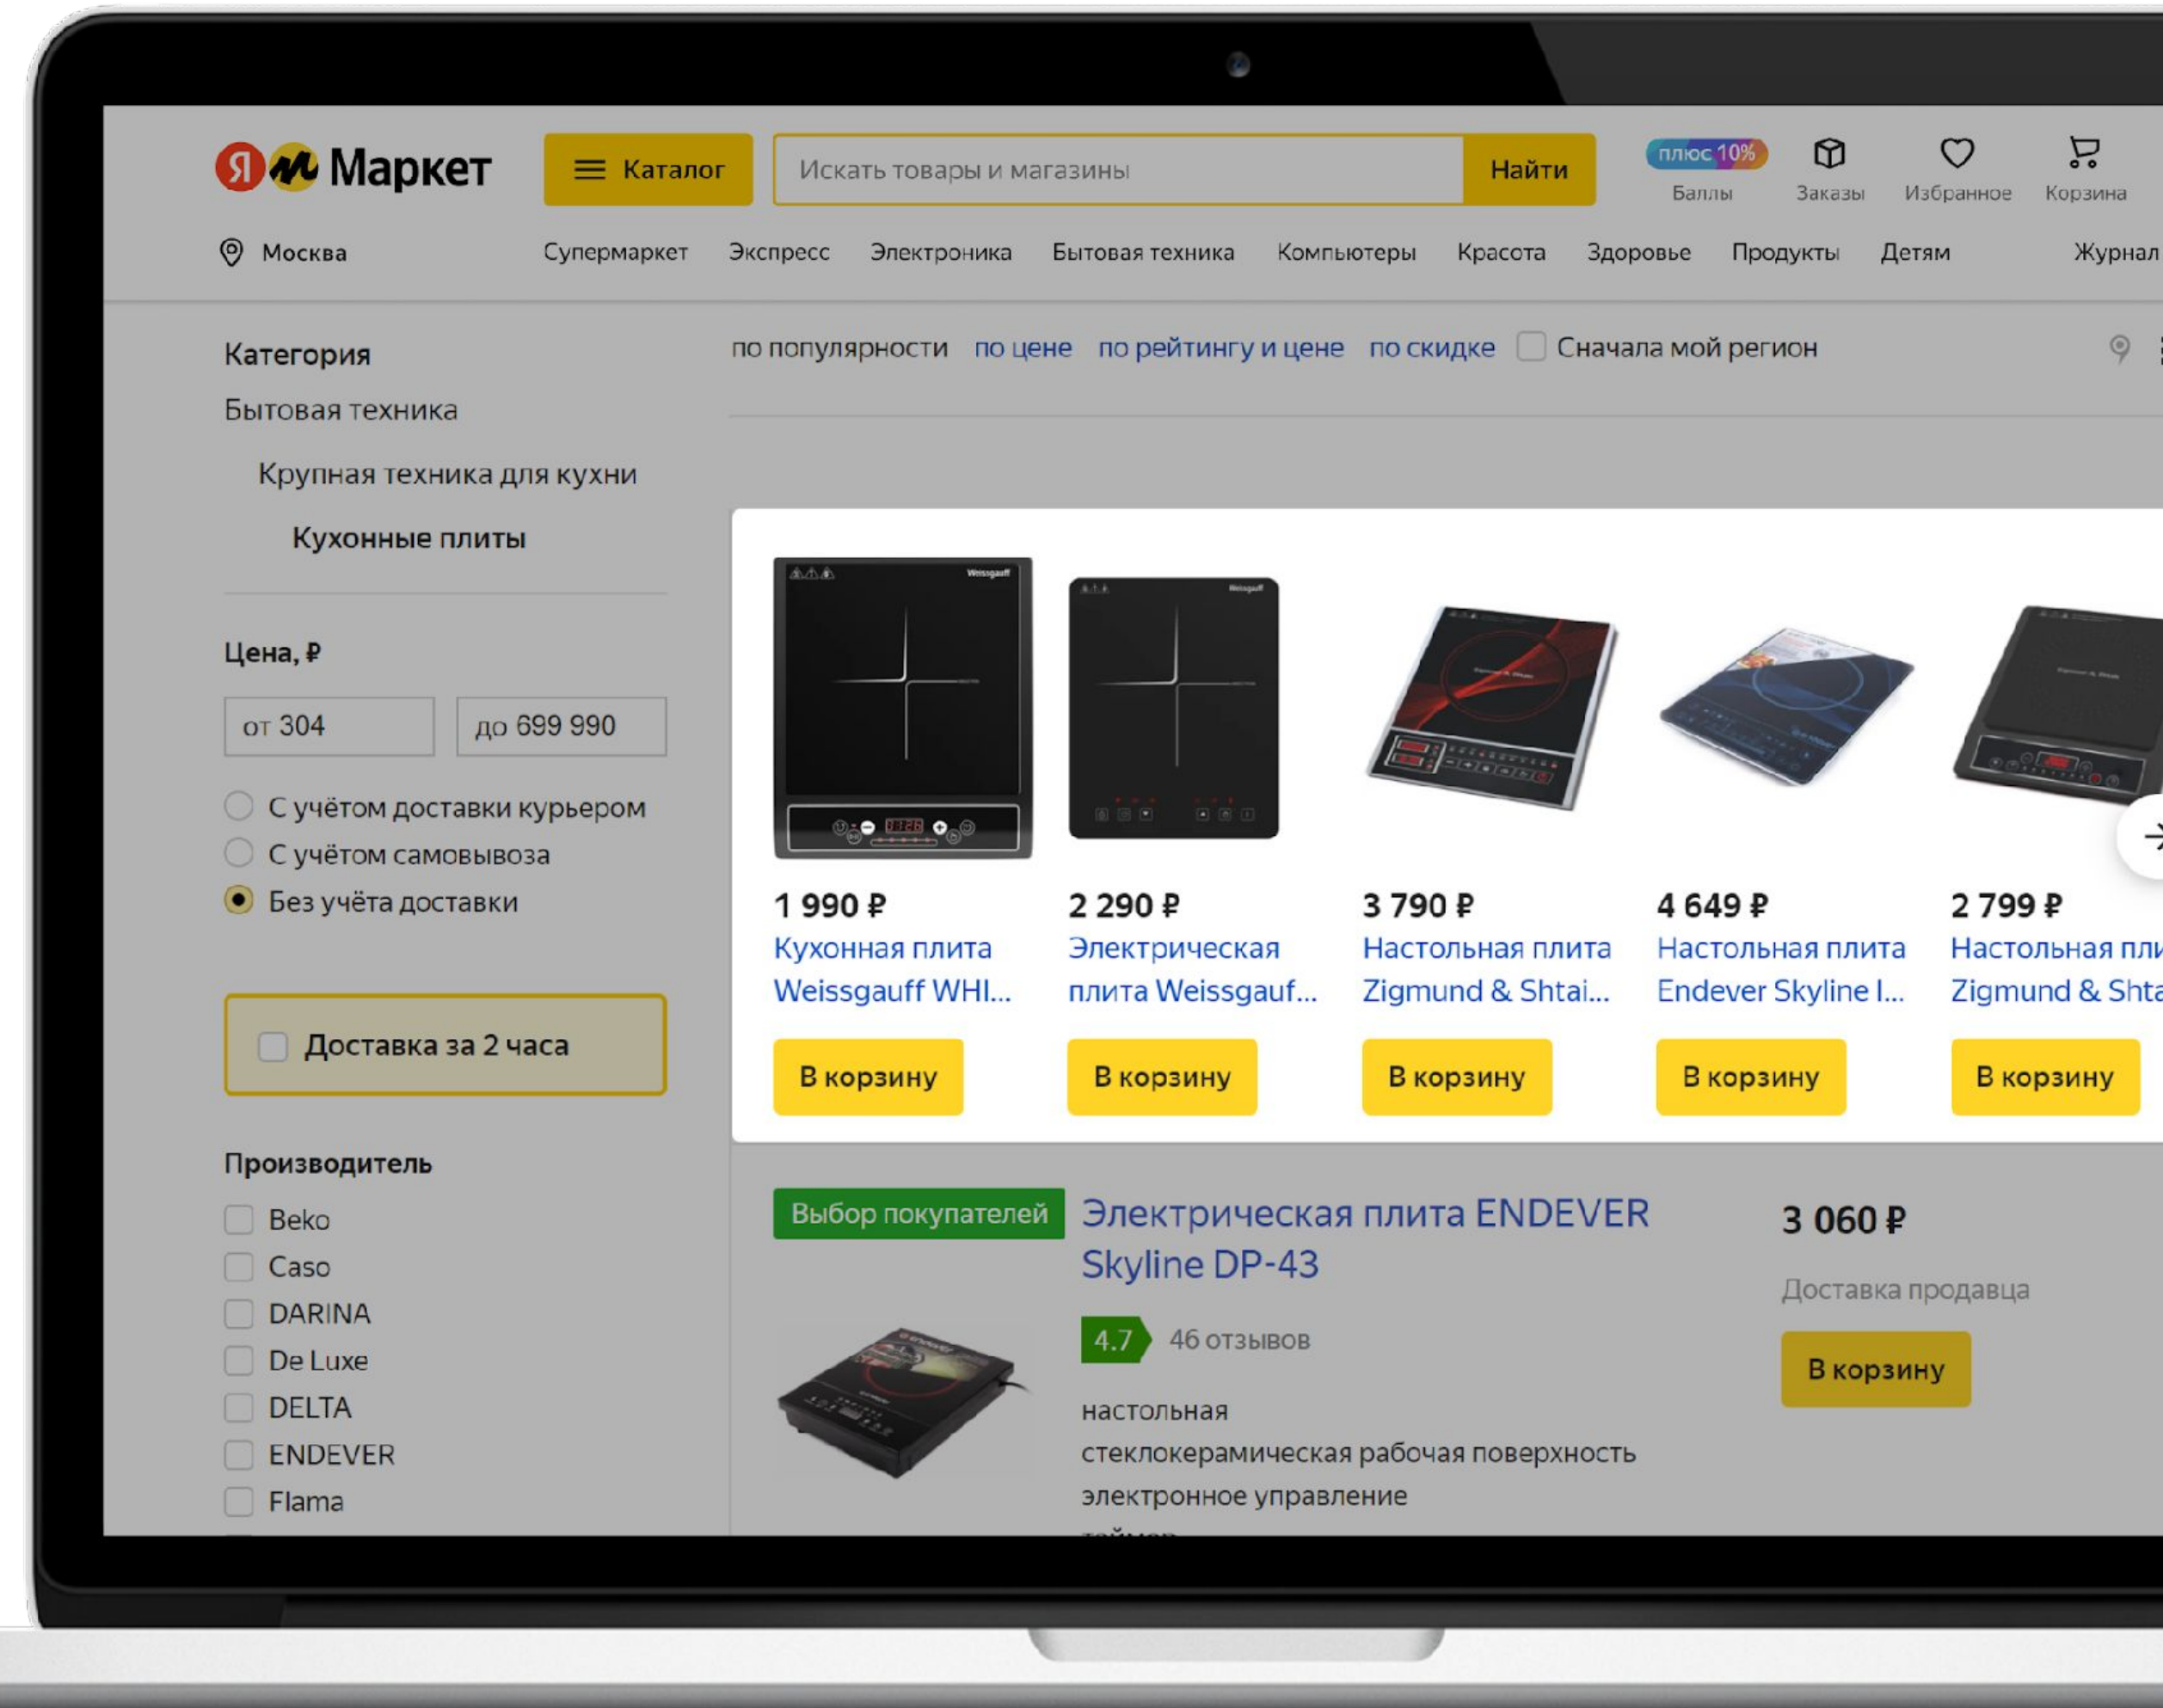 Маркет
Каталог
Искать товары и магазины
Найти
плюс 10%
Баллы
Заказы
Избранное
Корзина
Москва
Супермаркет
Экспресс
Электроника
Бытовая техника
Компьютеры
Красота
Здоровье
Продукты
Детям
Журнал
Категория
Бытовая техника
Крупная техника для кухни
Кухонные плиты
Цена, ₽
от 304
до 699 990
С учётом доставки курьером
С учётом самовывоза
Без учёта доставки
Доставка за 2 часа
Производитель
Beko
Caso
DARINA
De Luxe
DELTA
ENDEVER
Flama
по популярности
по цене
по рейтингу и цене
по скидке
Сначала мой регион
Weissgauff
1 990 ₽
Кухонная плита
Weissgauff WHI...
В корзину
2 290 ₽
Электрическая
плита Weissgauf...
В корзину
3 790 ₽
Настольная плита
Zigmund & Shtai...
В корзину
4 649 ₽
Настольная плита
Endever Skyline I...
В корзину
2 799 ₽
Настольная пли
Zigmund & Shta
В корзину
Выбор покупателей
Электрическая плита ENDEVER
Skyline DP-43
4.7
46 отзывов
настольная
стеклокерамическая рабочая поверхность
электронное управление
3 060 ₽
Доставка продавца
В корзину